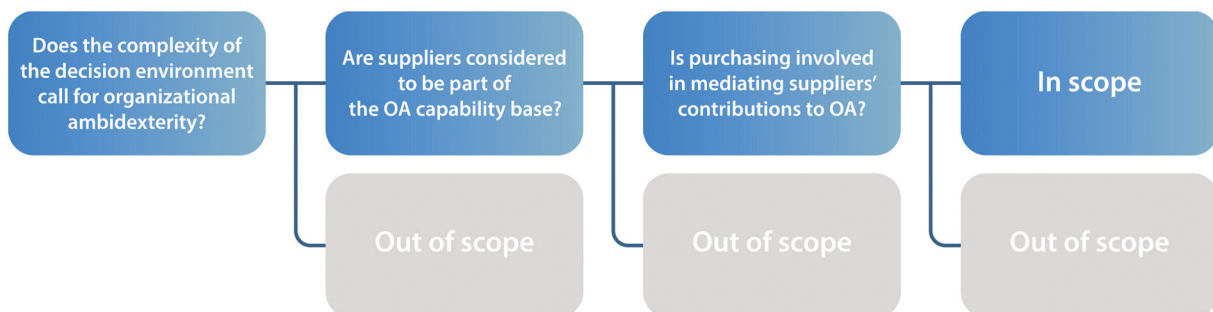 Does the complexity of
the decision environment
call for organizational
ambidexterity?
Are suppliers considered
to be part of
the OA capability base?
Is purchasing involved
in mediating suppliers’
contributions to OA?
In scope
Out of scope
Out of scope
Out of scope